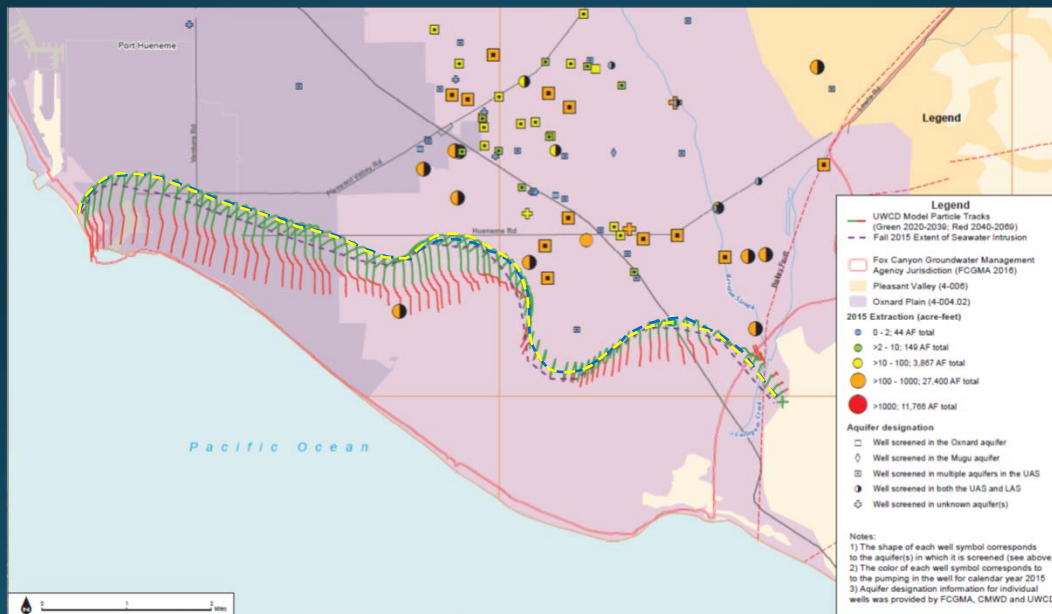 Port Hueneme
Ventura Rd
Pleasant Valley Rd
Hueneme Rd
Lewis Rd
Revolon Slough
Bailey Fault
Calleguas Creek
Pacific Ocean
N
0 1 2
Miles
Legend
Legend
UWCD Model Particle Tracks
(Green 2020-2039; Red 2040-2069)
Fall 2015 Extent of Seawater Intrusion
Fox Canyon Groundwater Management
Agency Jurisdiction (FCGMA 2016)
Pleasant Valley (4-006)
Oxnard Plain (4-004.02)
2015 Extraction (acre-feet)
0 - 2; 44 AF total
>2 - 10; 149 AF total
>10 - 100; 3,867 AF total
>100 - 1000; 27,400 AF total
>1000; 11,766 AF total
Aquifer designation
Well screened in the Oxnard aquifer
Well screened in the Mugu aquifer
Well screened in multiple aquifers in the UAS
Well screened in both the UAS and LAS
Well screened in unknown aquifer(s)
Notes:
1) The shape of each well symbol corresponds
to the aquifer(s) in which it is screened (see above
2) The color of each well symbol corresponds to
to the pumping in the well for calendar year 2015
3) Aquifer designation information for individual
wells was provided by FCGMA, CMWD and UWCD